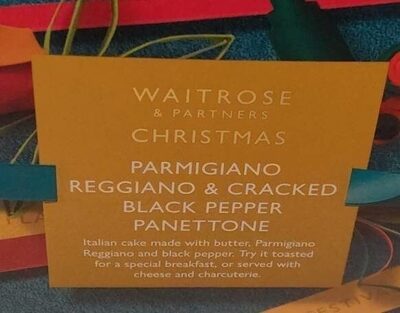 WAITROSE
& PARTNERS
CHRISTMAS
PARMIGIANO
REGGIANO & CRACKED
BLACK PEPPER
PANETTONE
Italian cake made with butter, Parmigiano
Reggiano and black pepper. Try it toasted
for a special breakfast, or served with
cheese and charcuterie.